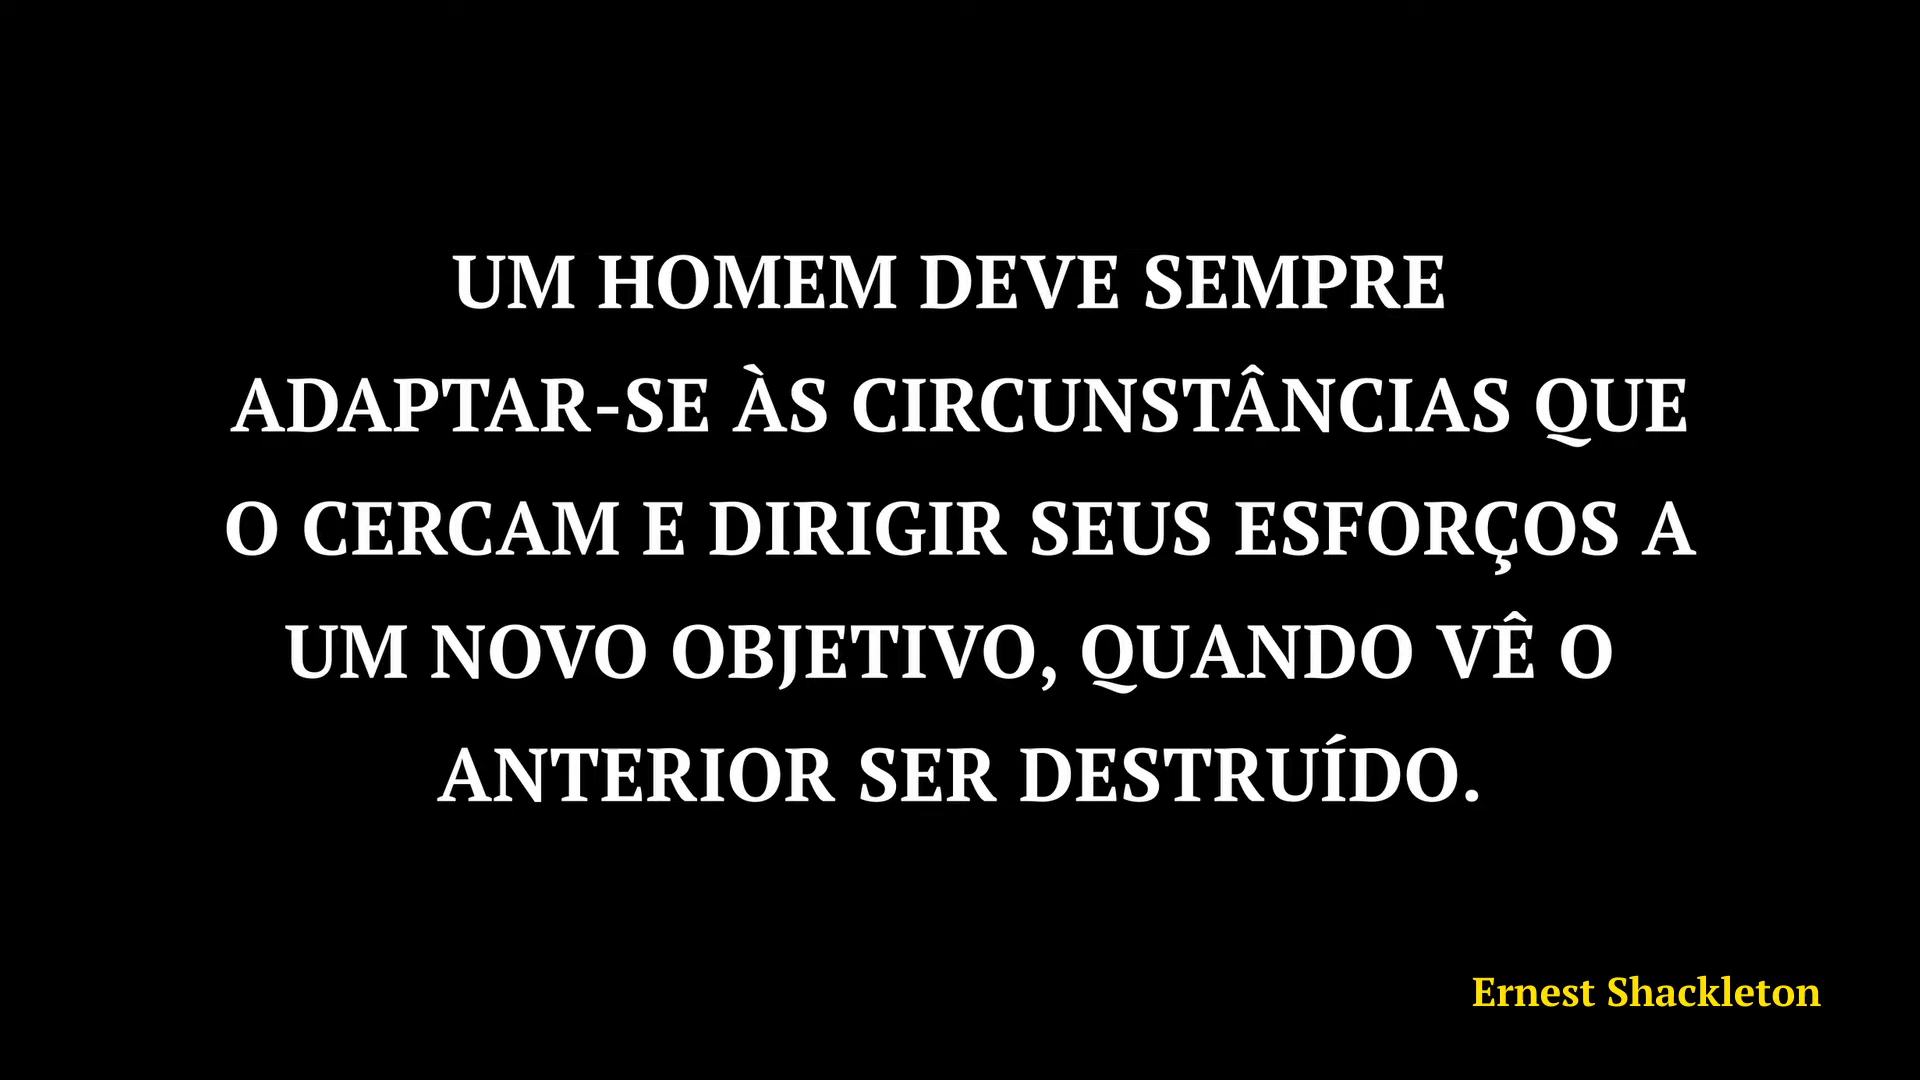 UM HOMEM DEVE SEMPRE
ADAPTAR-SE ÀS CIRCUNSTÂNCIAS QUE
O CERCAM E DIRIGIR SEUS ESFORÇOS A
UM NOVO OBJETIVO, QUANDO VÊ O
ANTERIOR SER DESTRUÍDO.
Ernest Shackleton